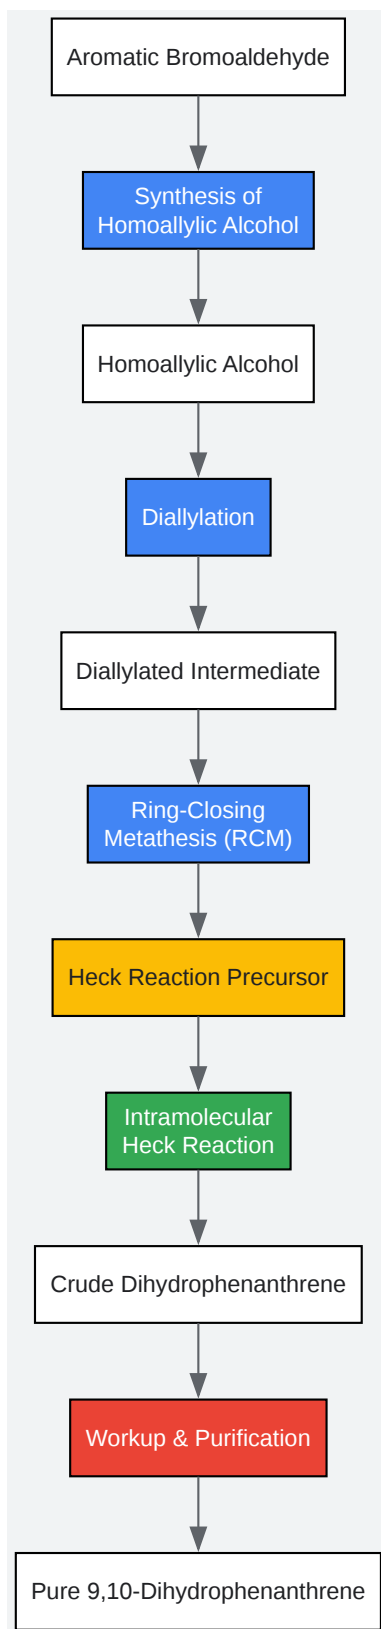 Aromatic Bromoaldehyde
Synthesis of
Homoallylic Alcohol
Homoallylic Alcohol
Diallylation
Diallylated Intermediate
Ring-Closing
Metathesis (RCM)
Heck Reaction Precursor
Intramolecular
Heck Reaction
Crude Dihydrophenanthrene
Workup & Purification
Pure 9,10-Dihydrophenanthrene